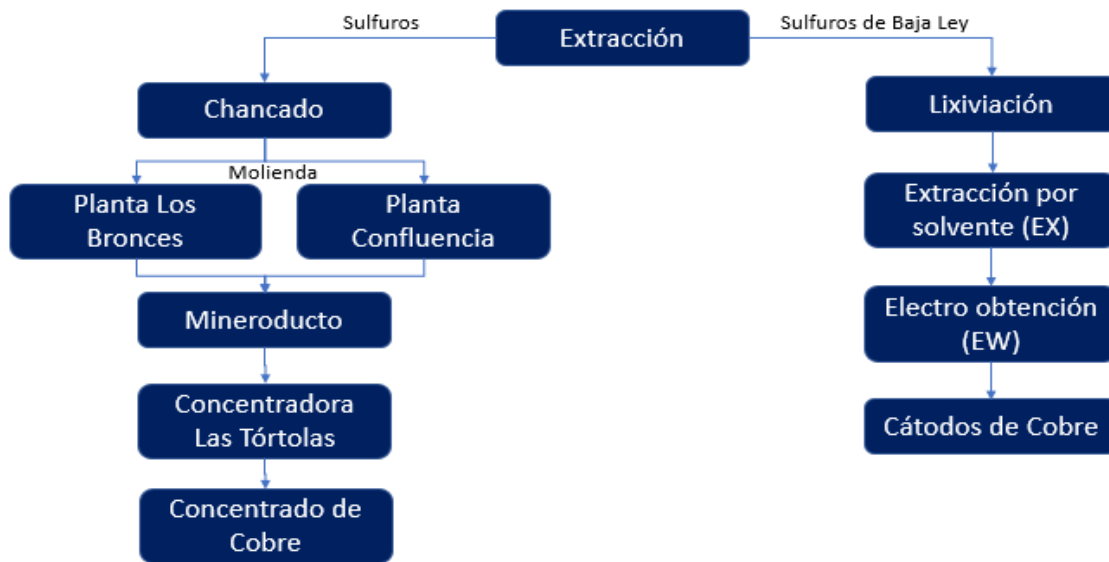 Extracción
Sulfuros
Sulfuros de Baja Ley
Chancado
Molienda
Planta Los
Bronces
Planta
Confluencia
Mineroducto
Concentradora
Las Tórtolas
Concentrado de
Cobre
Lixiviación
Extracción por
solvente (EX)
Electro obtención
(EW)
Cátodos de Cobre